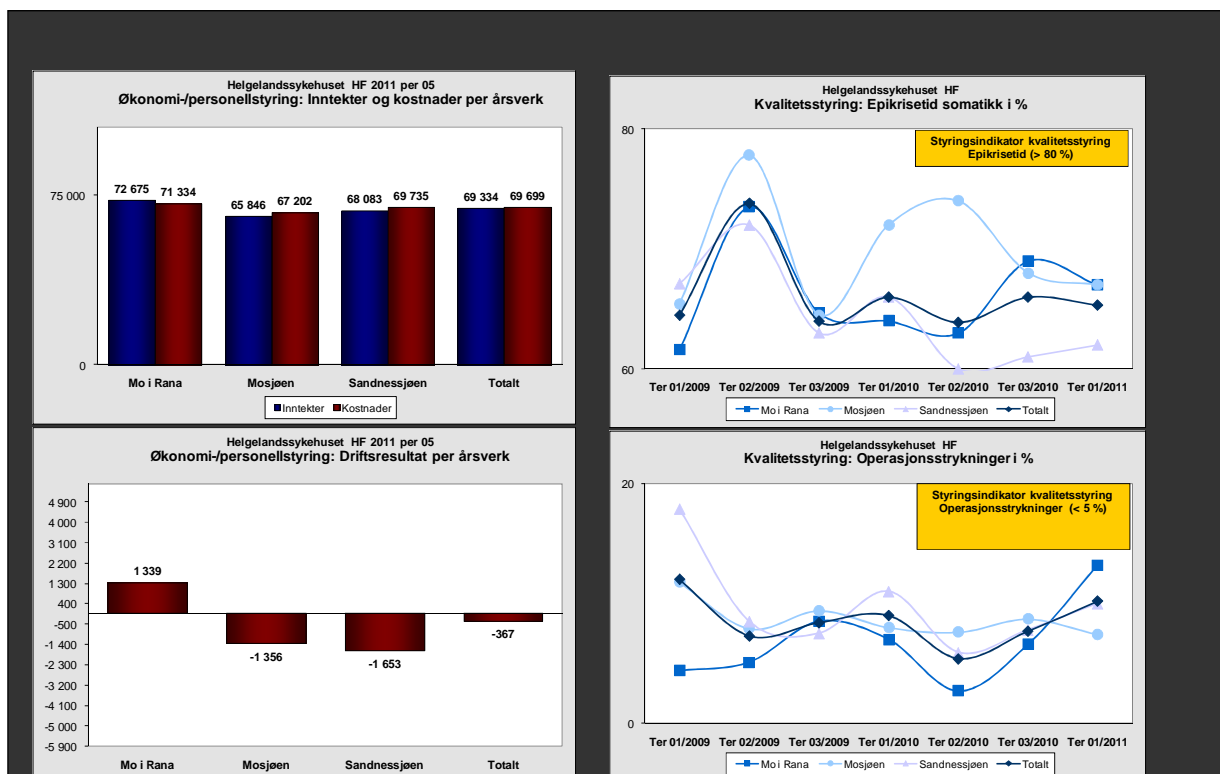 Helgelandssykehuset HF 2011 per 05
Økonomi-/personellstyring: Inntekter og kostnader per årsverk
75 000
0
72 675 71 334
65 846 67 202
68 083 69 735
69 334 69 699
Mo i Rana Mosjøen Sandnessjøen Totalt
Inntekter Kostnader
Helgelandssykehuset HF
Kvalitetsstyring: Epikrisetid somatikk i %
80
60
Styringsindikator kvalitetsstyring
Epikrisetid (> 80 %)
Ter 01/2009 Ter 02/2009 Ter 03/2009 Ter 01/2010 Ter 02/2010 Ter 03/2010 Ter 01/2011
Mo i Rana Mosjøen Sandnessjøen Totalt
Helgelandssykehuset HF 2011 per 05
Økonomi-/personellstyring: Driftsresultat per årsverk
4 900
4 000
3 100
2 200
1 300
400
-500
-1 400
-2 300
-3 200
-4 100
-5 000
-5 900
1 339
-1 356
-1 653
-367
Mo i Rana Mosjøen Sandnessjøen Totalt
Helgelandssykehuset HF
Kvalitetsstyring: Operasjonsstrykninger i %
20
0
Styringsindikator kvalitetsstyring
Operasjonsstrykninger (< 5 %)
Ter 01/2009 Ter 02/2009 Ter 03/2009 Ter 01/2010 Ter 02/2010 Ter 03/2010 Ter 01/2011
Mo i Rana Mosjøen Sandnessjøen Totalt